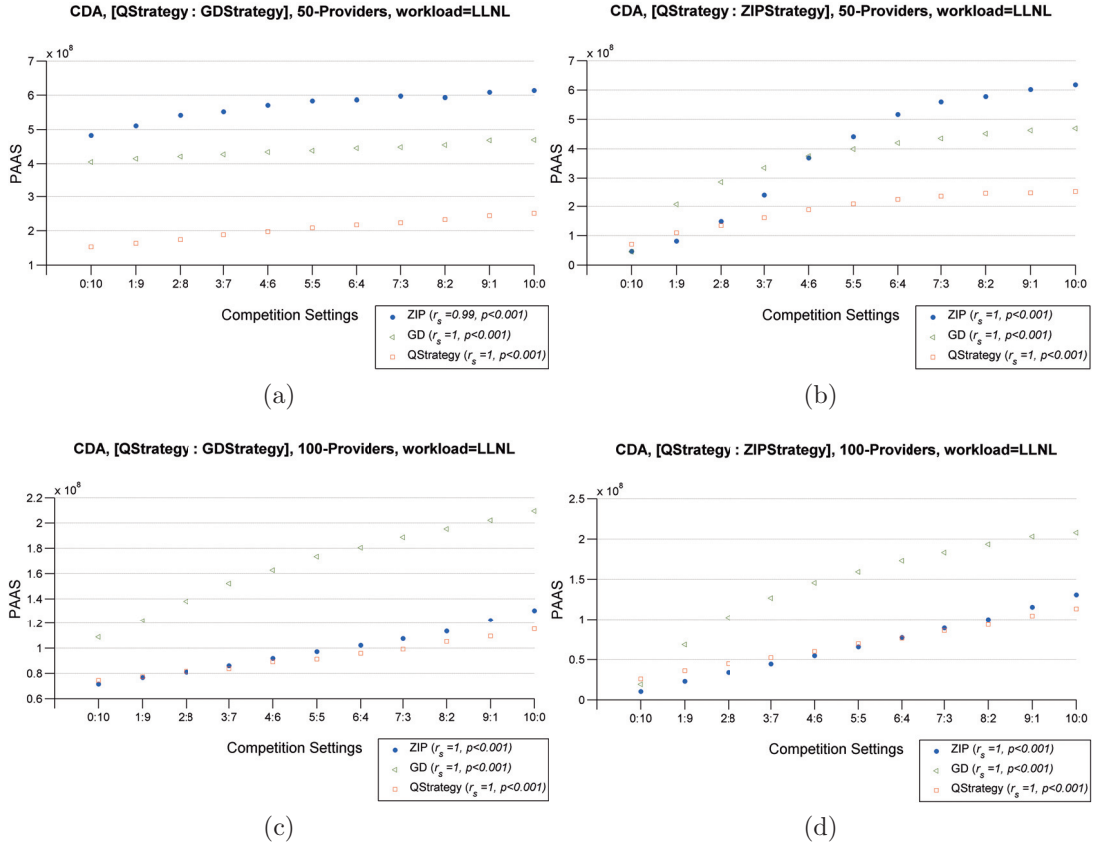 CDA, [QStrategy : GDStrategy], 50-Providers, workload=LLNL
x 10^8
7
6
5
4
3
2
1
PAAS
0:10 1:9 2:8 3:7 4:6 5:5 6:4 7:3 8:2 9:1 10:0
Competition Settings
ZIP (r_s =0.99, p<0.001)
GD (r_s =1, p<0.001)
QStrategy (r_s =1, p<0.001)
(a)
CDA, [QStrategy : ZIPStrategy], 50-Providers, workload=LLNL
x 10^8
7
6
5
4
3
2
1
0
PAAS
0:10 1:9 2:8 3:7 4:6 5:5 6:4 7:3 8:2 9:1 10:0
Competition Settings
ZIP (r_s =1, p<0.001)
GD (r_s =1, p<0.001)
QStrategy (r_s =1, p<0.001)
(b)
CDA, [QStrategy : GDStrategy], 100-Providers, workload=LLNL
x 10^8
2.2
2
1.8
1.6
1.4
1.2
1
0.8
0.6
PAAS
0:10 1:9 2:8 3:7 4:6 5:5 6:4 7:3 8:2 9:1 10:0
Competition Settings
ZIP (r_s =1, p<0.001)
GD (r_s =1, p<0.001)
QStrategy (r_s =1, p<0.001)
(c)
CDA, [QStrategy : ZIPStrategy], 100-Providers, workload=LLNL
x 10^8
2.5
2
1.5
1
0.5
0
PAAS
0:10 1:9 2:8 3:7 4:6 5:5 6:4 7:3 8:2 9:1 10:0
Competition Settings
ZIP (r_s =1, p<0.001)
GD (r_s =1, p<0.001)
QStrategy (r_s =1, p<0.001)
(d)